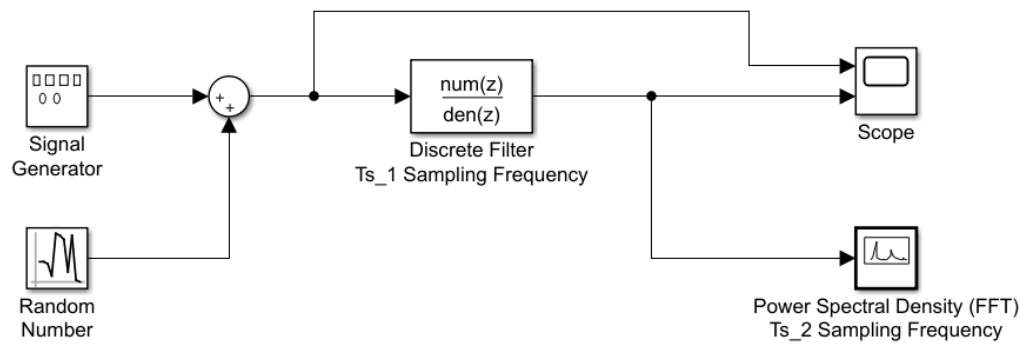 Signal
Generator
+
+
num(z)
den(z)
Discrete Filter
Ts_1 Sampling Frequency
Scope
Random
Number
Power Spectral Density (FFT)
Ts_2 Sampling Frequency